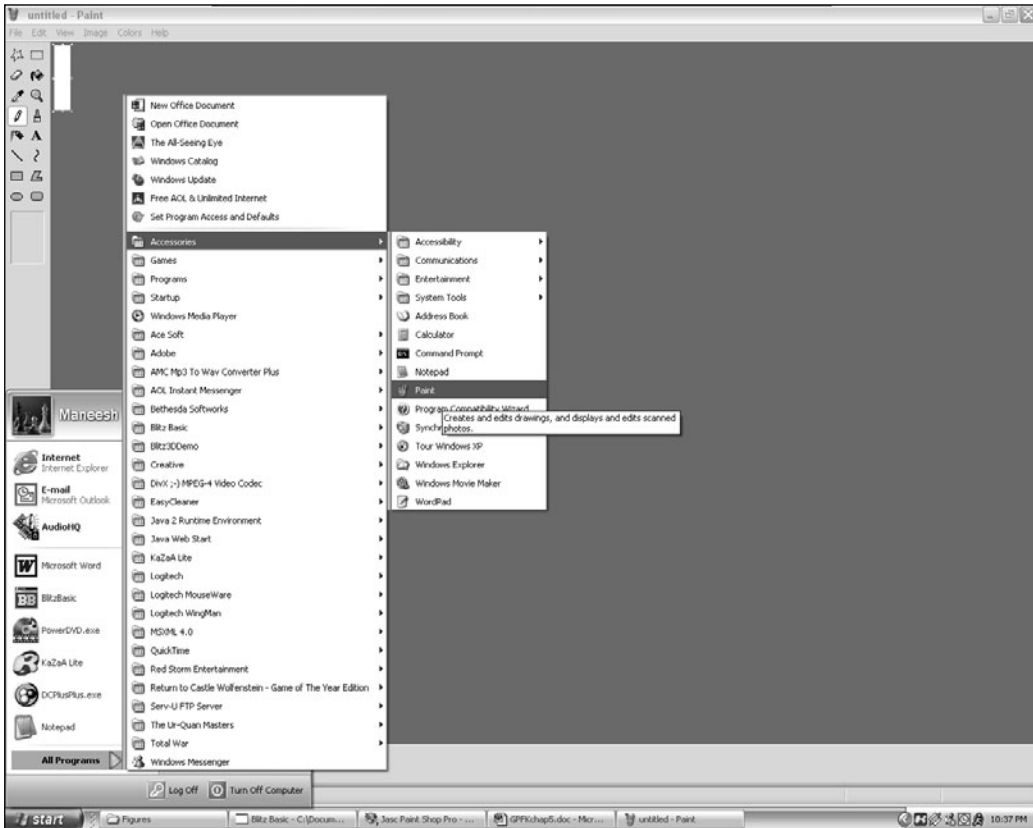 untitled - Paint
File Edit View Image Colors Help
New Office Document
Open Office Document
The All-Seeing Eye
Windows Catalog
Windows Update
Free AOL & Unlimited Internet
Set Program Access and Defaults
Accessories
Games
Programs
Startup
Windows Media Player
Ace Soft
Adobe
AMC Mp3 To Wav Converter Plus
AOL Instant Messenger
Bethesda Softworks
Blitz Basic
Blitz3DDemo
Creative
DivX ;-) MPEG-4 Video Codec
EasyCleaner
Java 2 Runtime Environment
Java Web Start
KaZaA Lite
Logitech
Logitech MouseWare
Logitech WingMan
MSXML 4.0
QuickTime
Red Storm Entertainment
Return to Castle Wolfenstein - Game of The Year Edition
Serv-U FTP Server
The Ur-Quan Masters
Total War
Windows Messenger
Accessibility
Communications
Entertainment
System Tools
Address Book
Calculator
Command Prompt
Notepad
Paint
Program Compatibility Wizard
Creates and edits drawings, and displays and edits scanned
photos.
Tour Windows XP
Windows Explorer
Windows Movie Maker
WordPad
Maneesh
Internet
Internet Explorer
E-mail
Microsoft Outlook
AudioHQ
Microsoft Word
BlitzBasic
PowerDVD.exe
KaZaA Lite
DCPlusPlus.exe
Notepad
All Programs
Log Off Turn Off Computer
start Figures Blitz Basic - C:\Docum... Jasc Paint Shop Pro - ... GPFKchap5.doc - Micr... untitled - Paint 10:37 PM